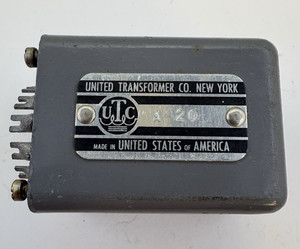 UNITED TRANSFORMER CO. NEW YORK
UTC
A-26
MADE IN UNITED STATES OF AMERICA